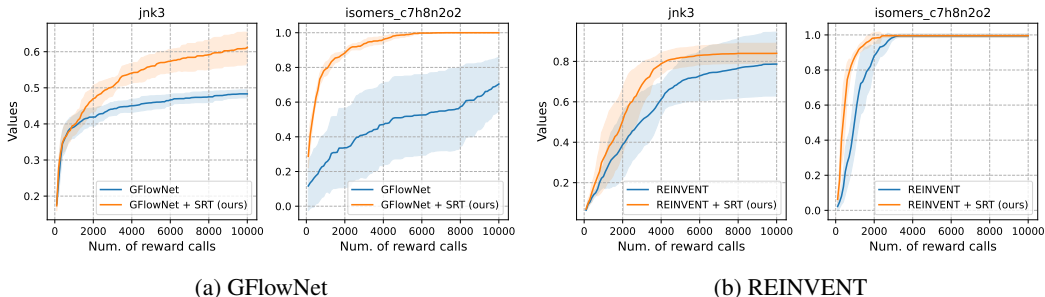 jnk3
isomers_c7h8n2o2
jnk3
isomers_c7h8n2o2
Values
0.6
0.5
0.4
0.3
0.2
GFlowNet
GFlowNet + SRT (ours)
0 2000 4000 6000 8000 10000
Num. of reward calls
1.0
0.8
0.6
0.4
0.2
0.0
GFlowNet
GFlowNet + SRT (ours)
0 2000 4000 6000 8000 10000
Num. of reward calls
Values
0.8
0.6
0.4
0.2
REINVENT
REINVENT + SRT (ours)
0 2000 4000 6000 8000 10000
Num. of reward calls
1.0
0.8
0.6
0.4
0.2
0.0
REINVENT
REINVENT + SRT (ours)
0 2000 4000 6000 8000 10000
Num. of reward calls
(a) GFlowNet
(b) REINVENT